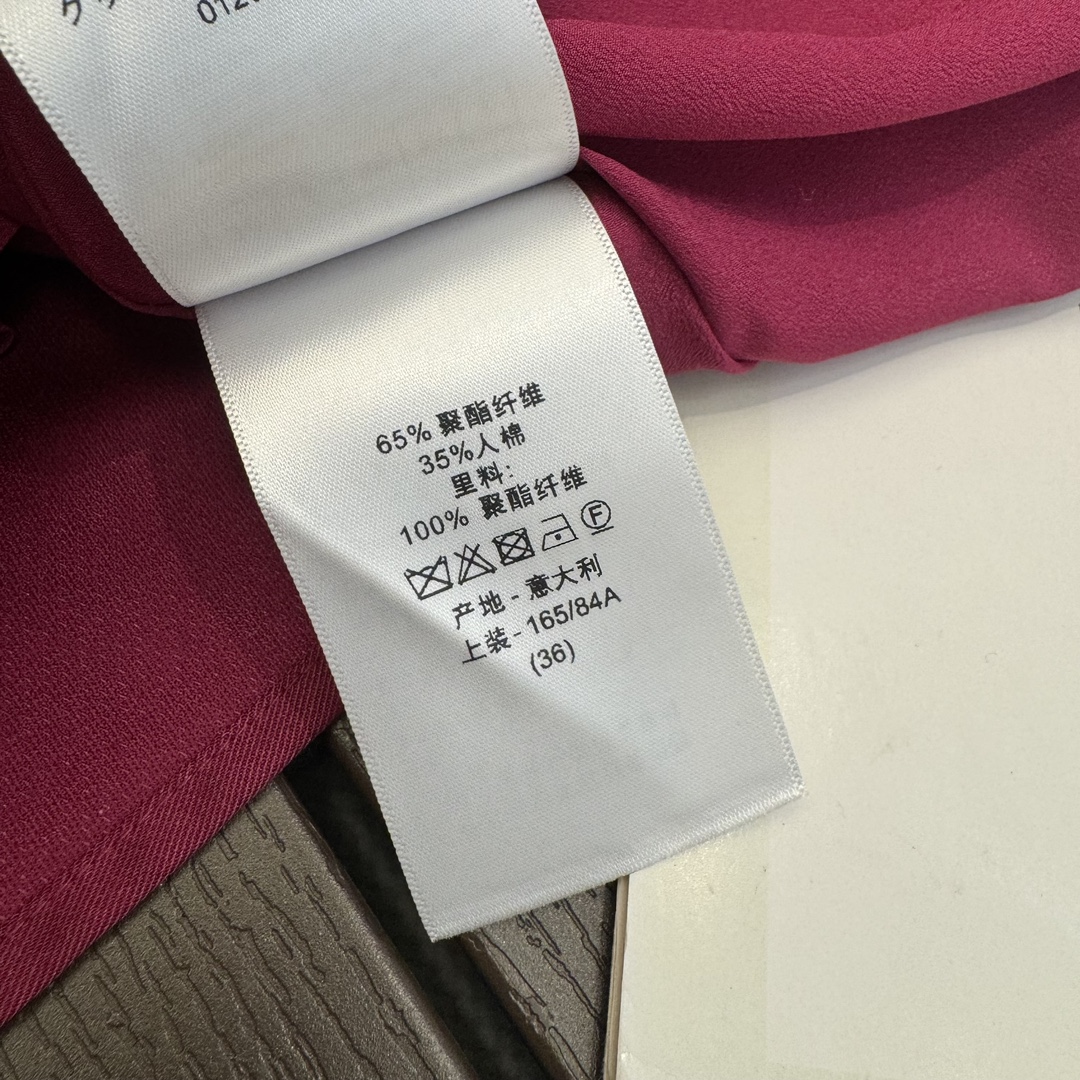 65% 聚酯纤维
35%人棉
里料:
100% 聚酯纤维
F
产地 - 意大利
上装- 165/84A
(36)